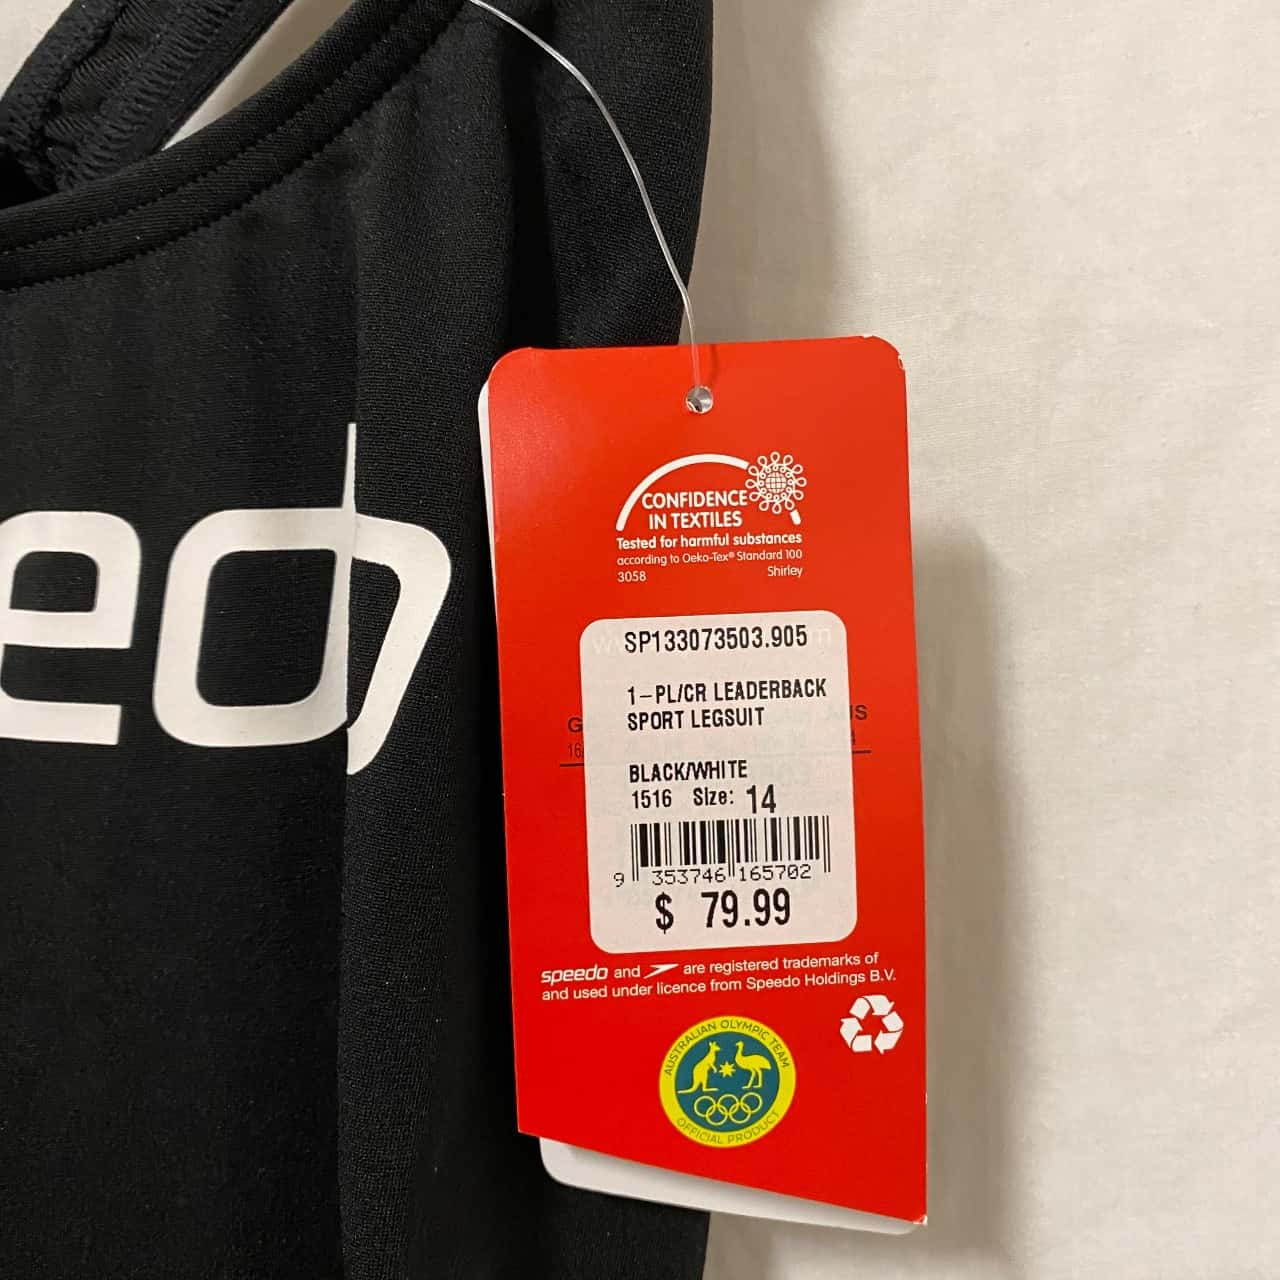 eo
CONFIDENCE
IN TEXTILES
Tested for harmful substances
according to Oeko-Tex® Standard 100
3058 Shirley
SP133073503.905
1-PL/CR LEADERBACK
SPORT LEGSUIT
AUS
BLACK/WHITE
1516 Size: 14
9 353746 165702
$ 79.99
speedo and are registered trademarks of
and used under licence from Speedo Holdings B.V.
AUSTRALIAN OLYMPIC TEAM
OFFICIAL PRODUCT